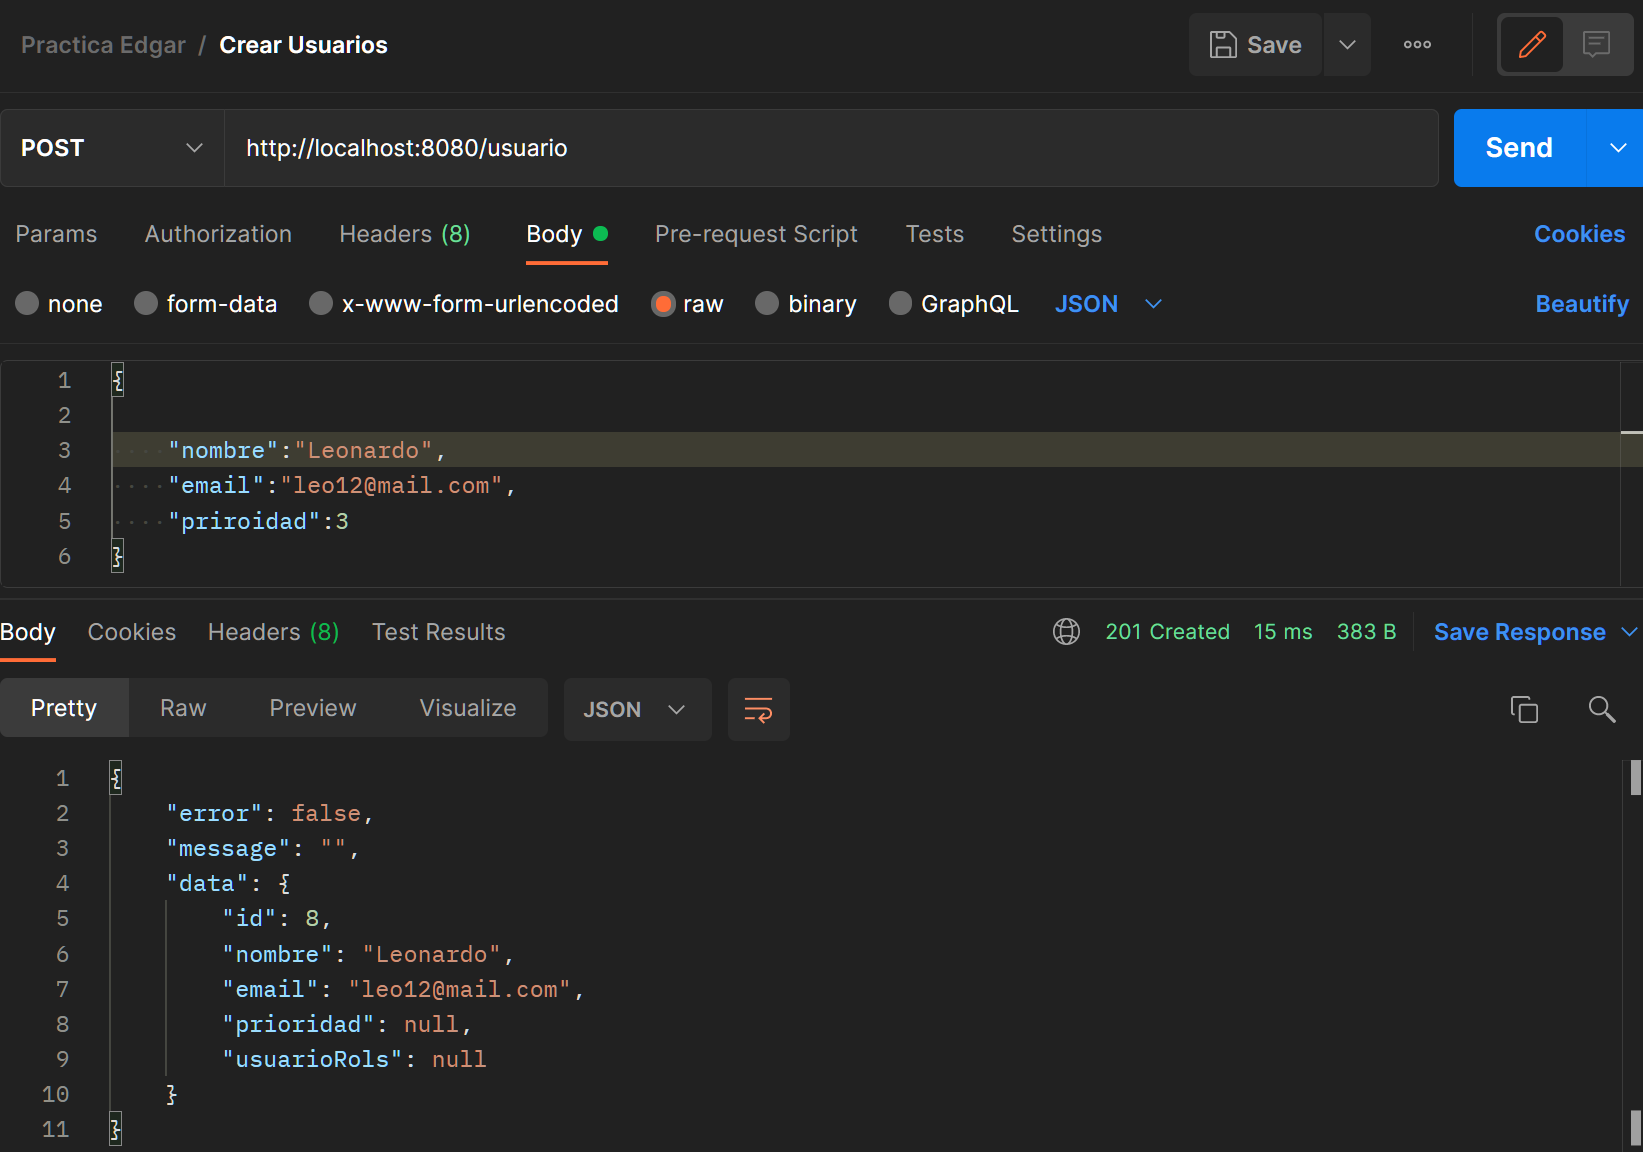 Practica Edgar / Crear Usuarios
Save
POST
http://localhost:8080/usuario
Send
Params Authorization Headers (8) Body Pre-request Script Tests Settings Cookies
none form-data x-www-form-urlencoded raw binary GraphQL JSON Beautify
1 {
2
3 "nombre":"Leonardo",
4 "email":"leo12@mail.com",
5 "priroidad":3
6 }
Body Cookies Headers (8) Test Results 201 Created 15 ms 383 B Save Response
Pretty Raw Preview Visualize JSON
1 {
2 "error": false,
3 "message": "",
4 "data": {
5 "id": 8,
6 "nombre": "Leonardo",
7 "email": "leo12@mail.com",
8 "prioridad": null,
9 "usuarioRols": null
10 }
11 }